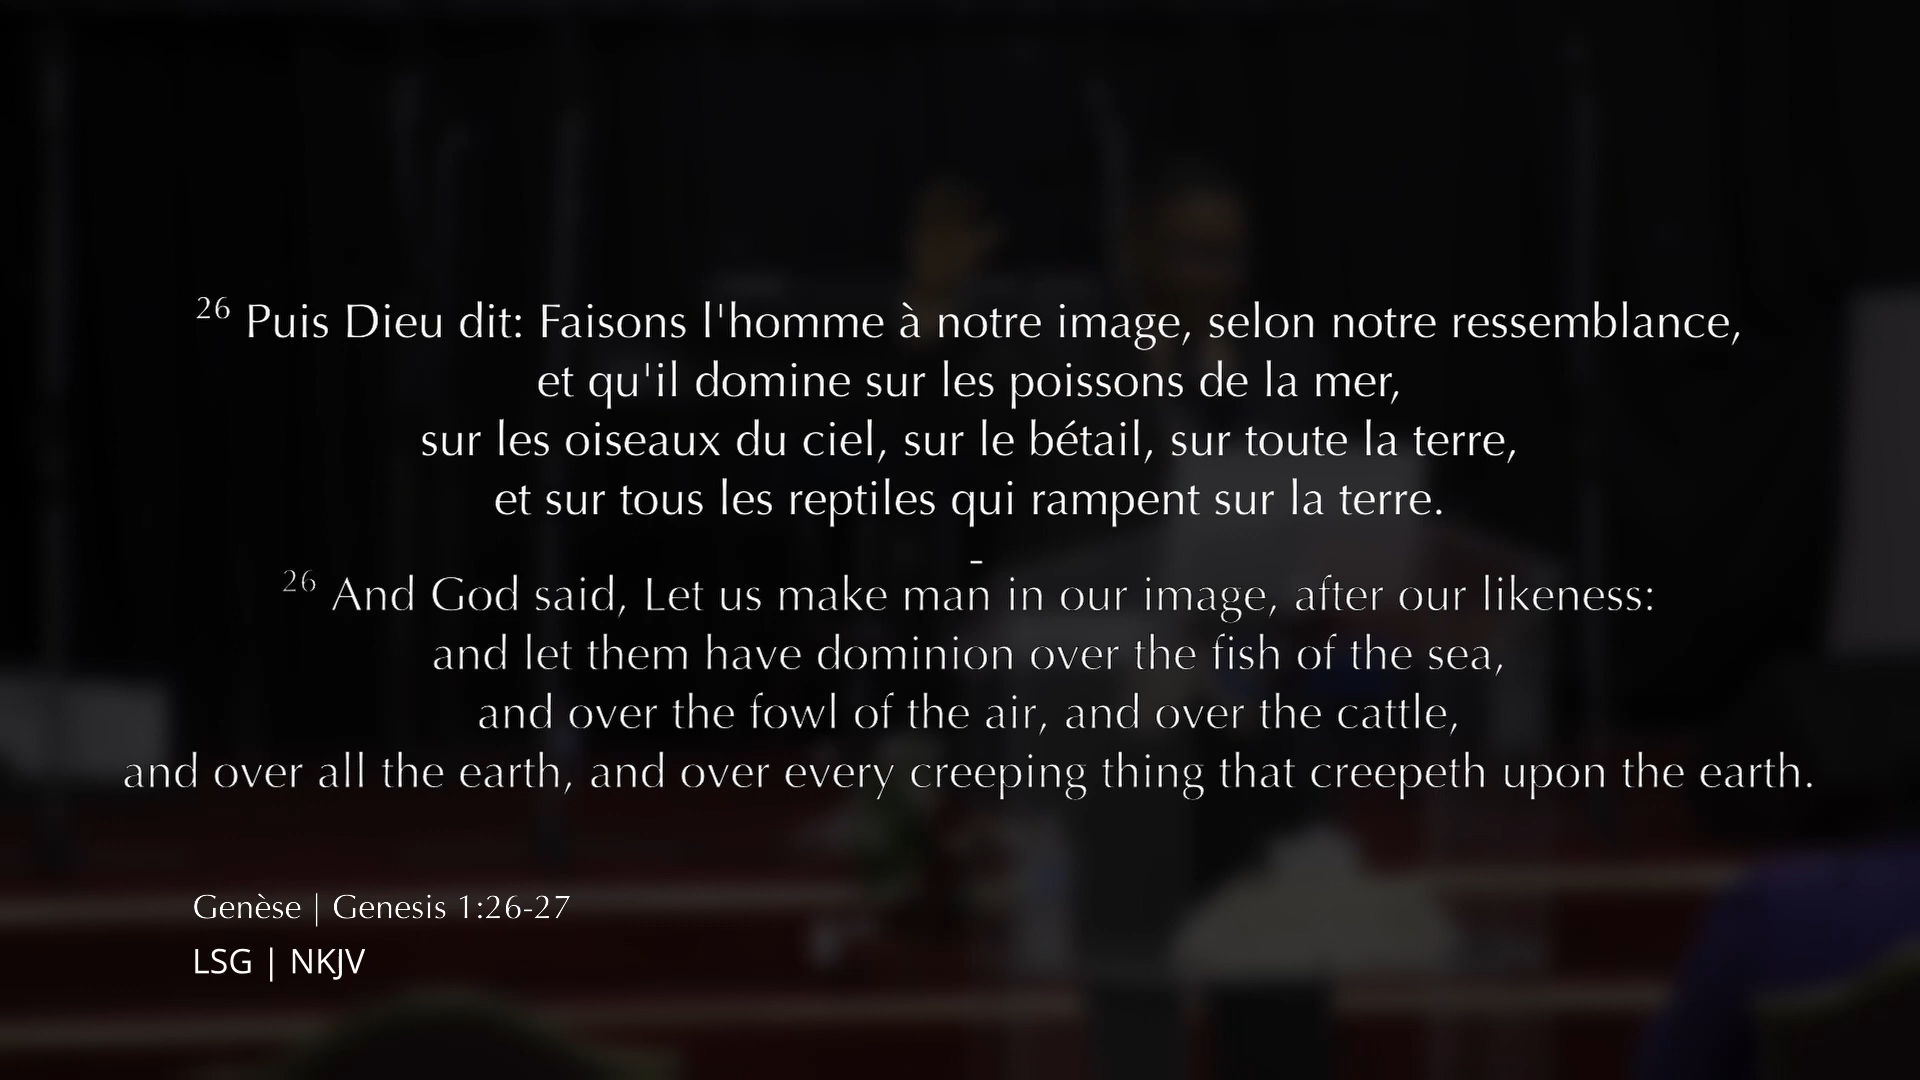 26 Puis Dieu dit: Faisons l'homme à notre image, selon notre ressemblance,
et qu'il domine sur les poissons de la mer,
sur les oiseaux du ciel, sur le bétail, sur toute la terre,
et sur tous les reptiles qui rampent sur la terre.
-
26 And God said, Let us make man in our image, after our likeness:
and let them have dominion over the fish of the sea,
and over the fowl of the air, and over the cattle,
and over all the earth, and over every creeping thing that creepeth upon the earth.
Genèse | Genesis 1:26-27
LSG | NKJV